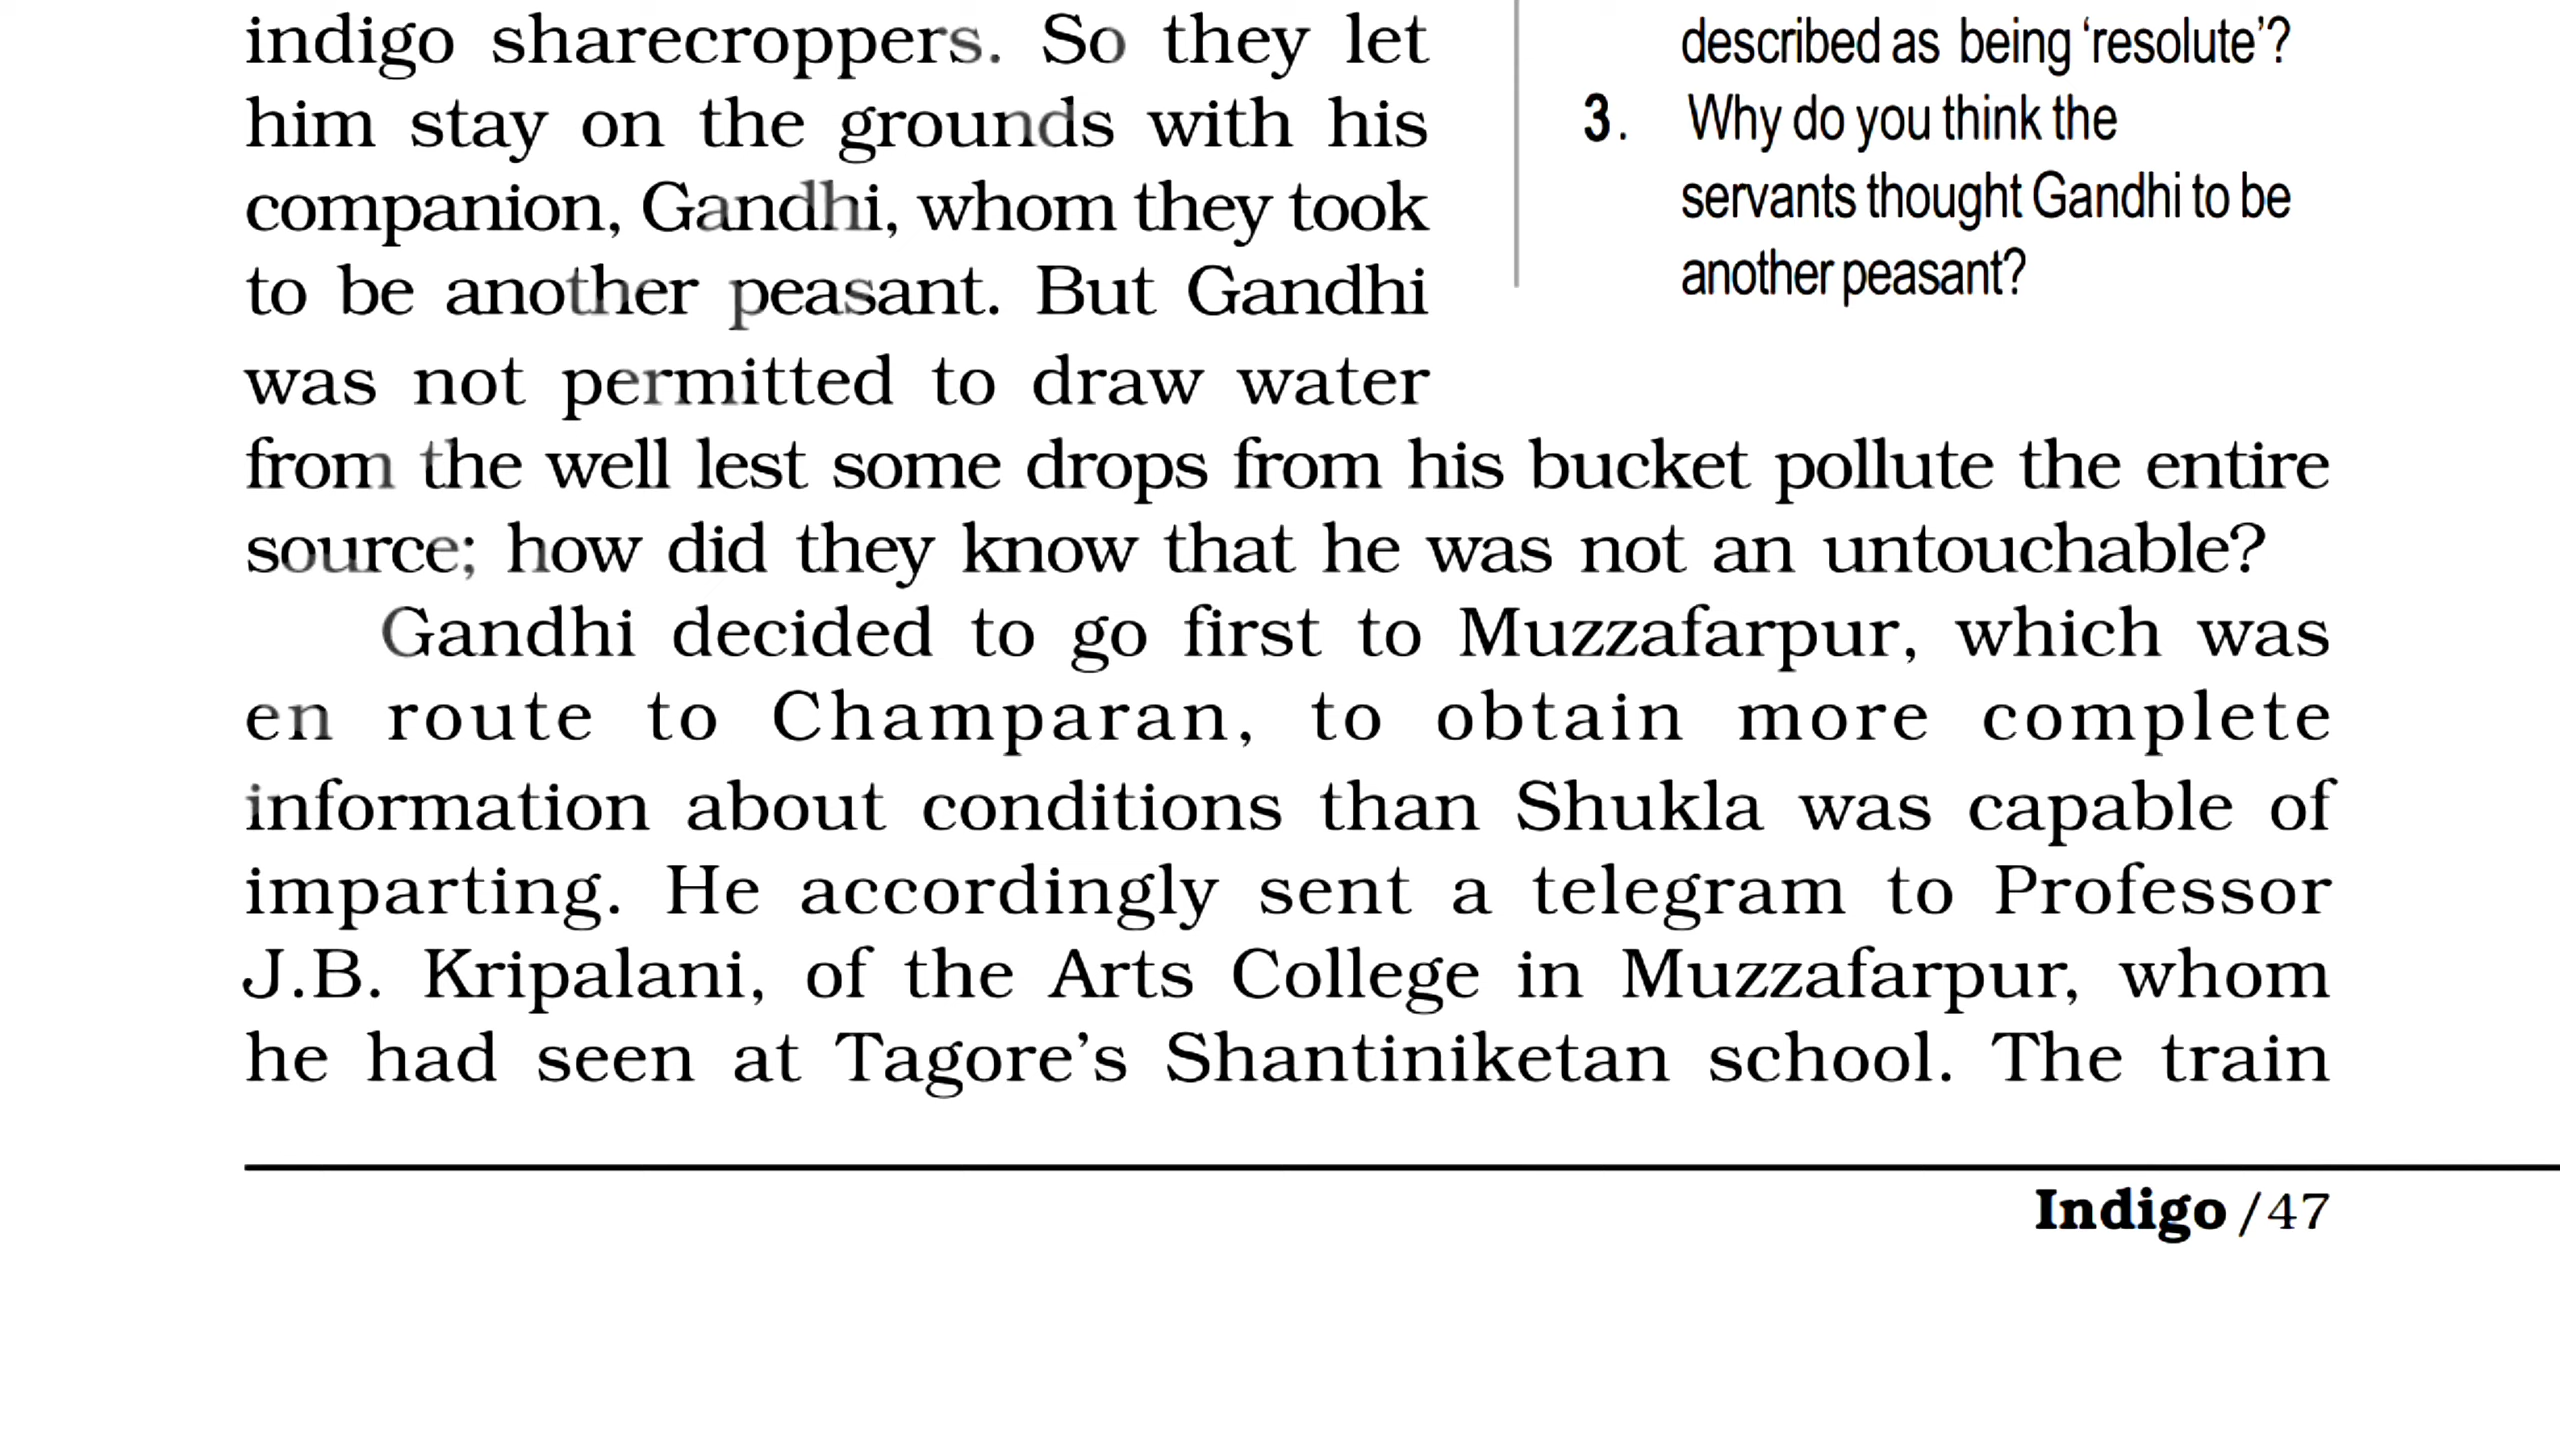 indigo sharecroppers. So they let
him stay on the grounds with his
companion, Gandhi, whom they took
to be another peasant. But Gandhi
was not permitted to draw water
from the well lest some drops from his bucket pollute the entire
source; how did they know that he was not an untouchable?
Gandhi decided to go first to Muzzafarpur, which was
en route to Champaran, to obtain more complete
information about conditions than Shukla was capable of
imparting. He accordingly sent a telegram to Professor
J.B. Kripalani, of the Arts College in Muzzafarpur, whom
he had seen at Tagore's Shantiniketan school. The train
described as being ‘resolute’?
3. Why do you think the
servants thought Gandhi to be
another peasant?
Indigo /47